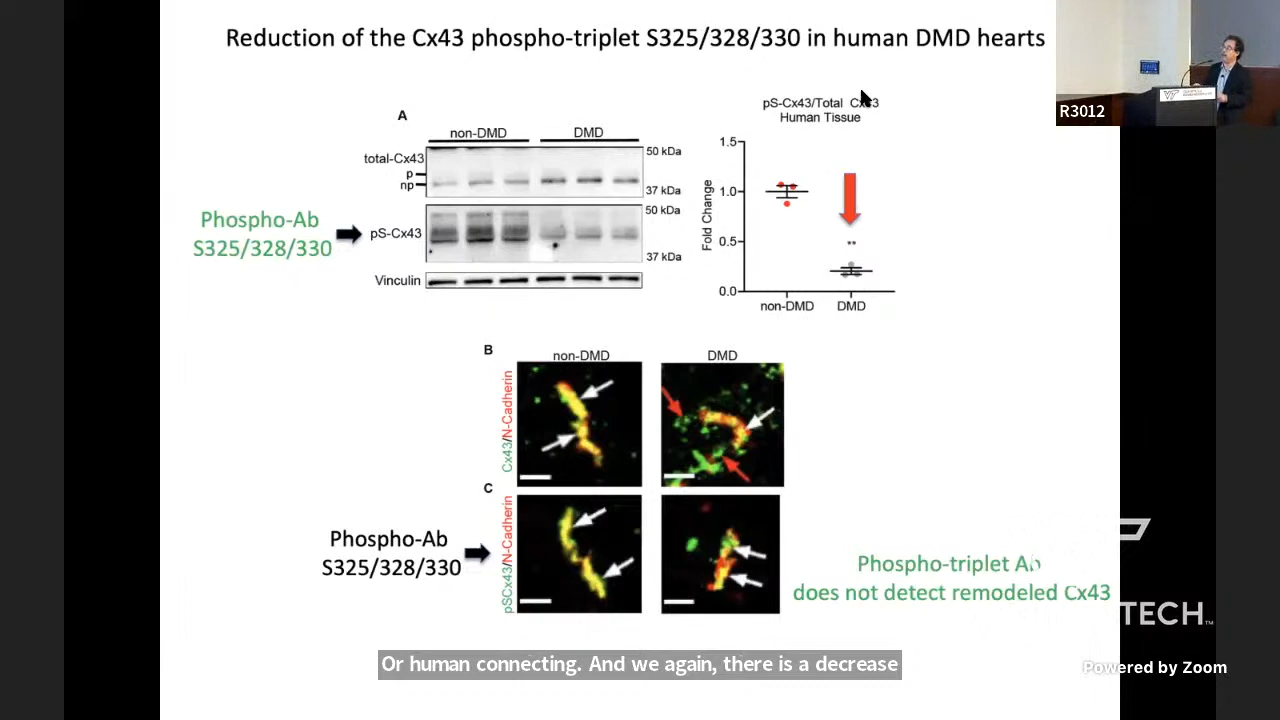 Reduction of the Cx43 phospho-triplet S325/328/330 in human DMD hearts
R3012
A
non-DMD
DMD
total-Cx43
p
np
50 kDa
37 kDa
Phospho-Ab
S325/328/330
pS-Cx43
50 kDa
37 kDa
Vinculin
pS-Cx43/Total
Human Tissue
Fold Change
1.5
1.0
0.5
0.0
**
non-DMD
DMD
B
non-DMD
DMD
Cx43/N-Cadherin
C
pSCx43/N-Cadherin
Phospho-Ab
S325/328/330
Phospho-triplet Ab
does not detect remodeled Cx43
TECH™
Or human connecting. And we again, there is a decrease
Powered by Zoom